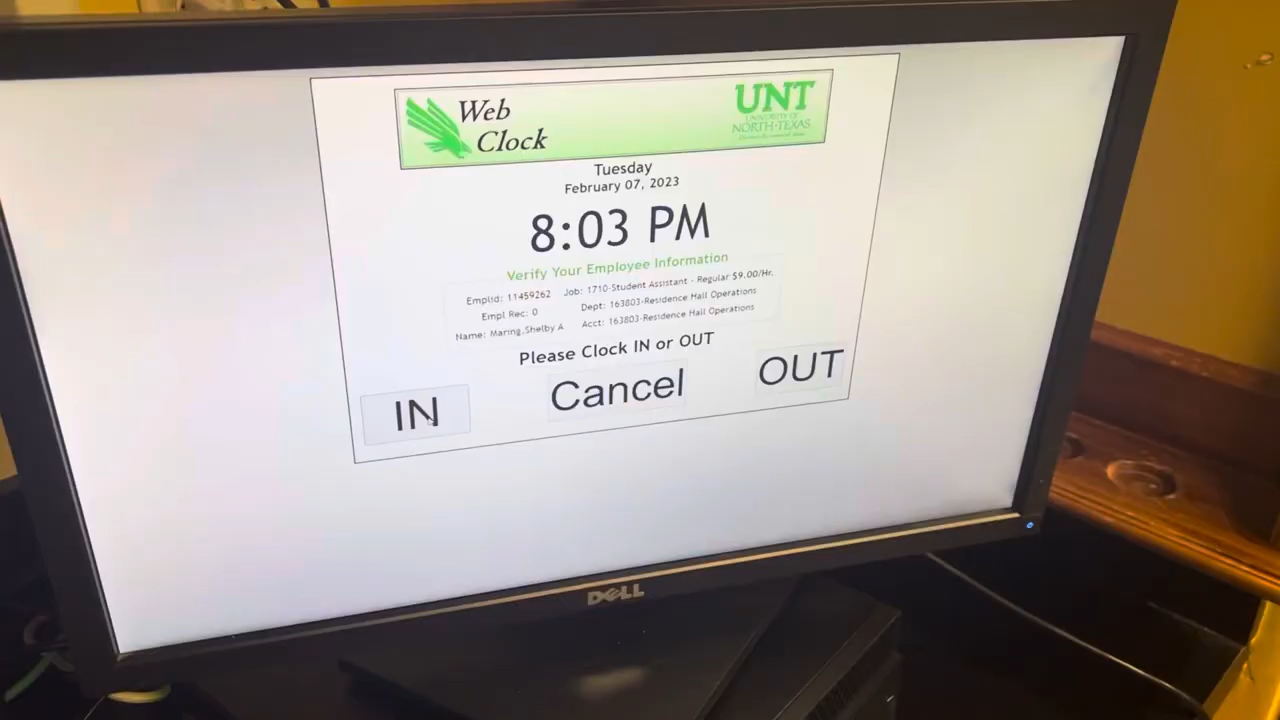 Web
Clock
UNT
UNIVERSITY OF
NORTH·TEXAS
Tuesday
February 07, 2023
8:03 PM
Verify Your Employee Information
Emplid: 11459262 Job: 1710-Student Assistant - Regular $9.00/Hr.
Empl Rec: 0 Dept: 163803-Residence Hall Operations
Name: Maring,Shelby A Acct: 163803-Residence Hall Operations
Please Clock IN or OUT
IN Cancel OUT
DELL